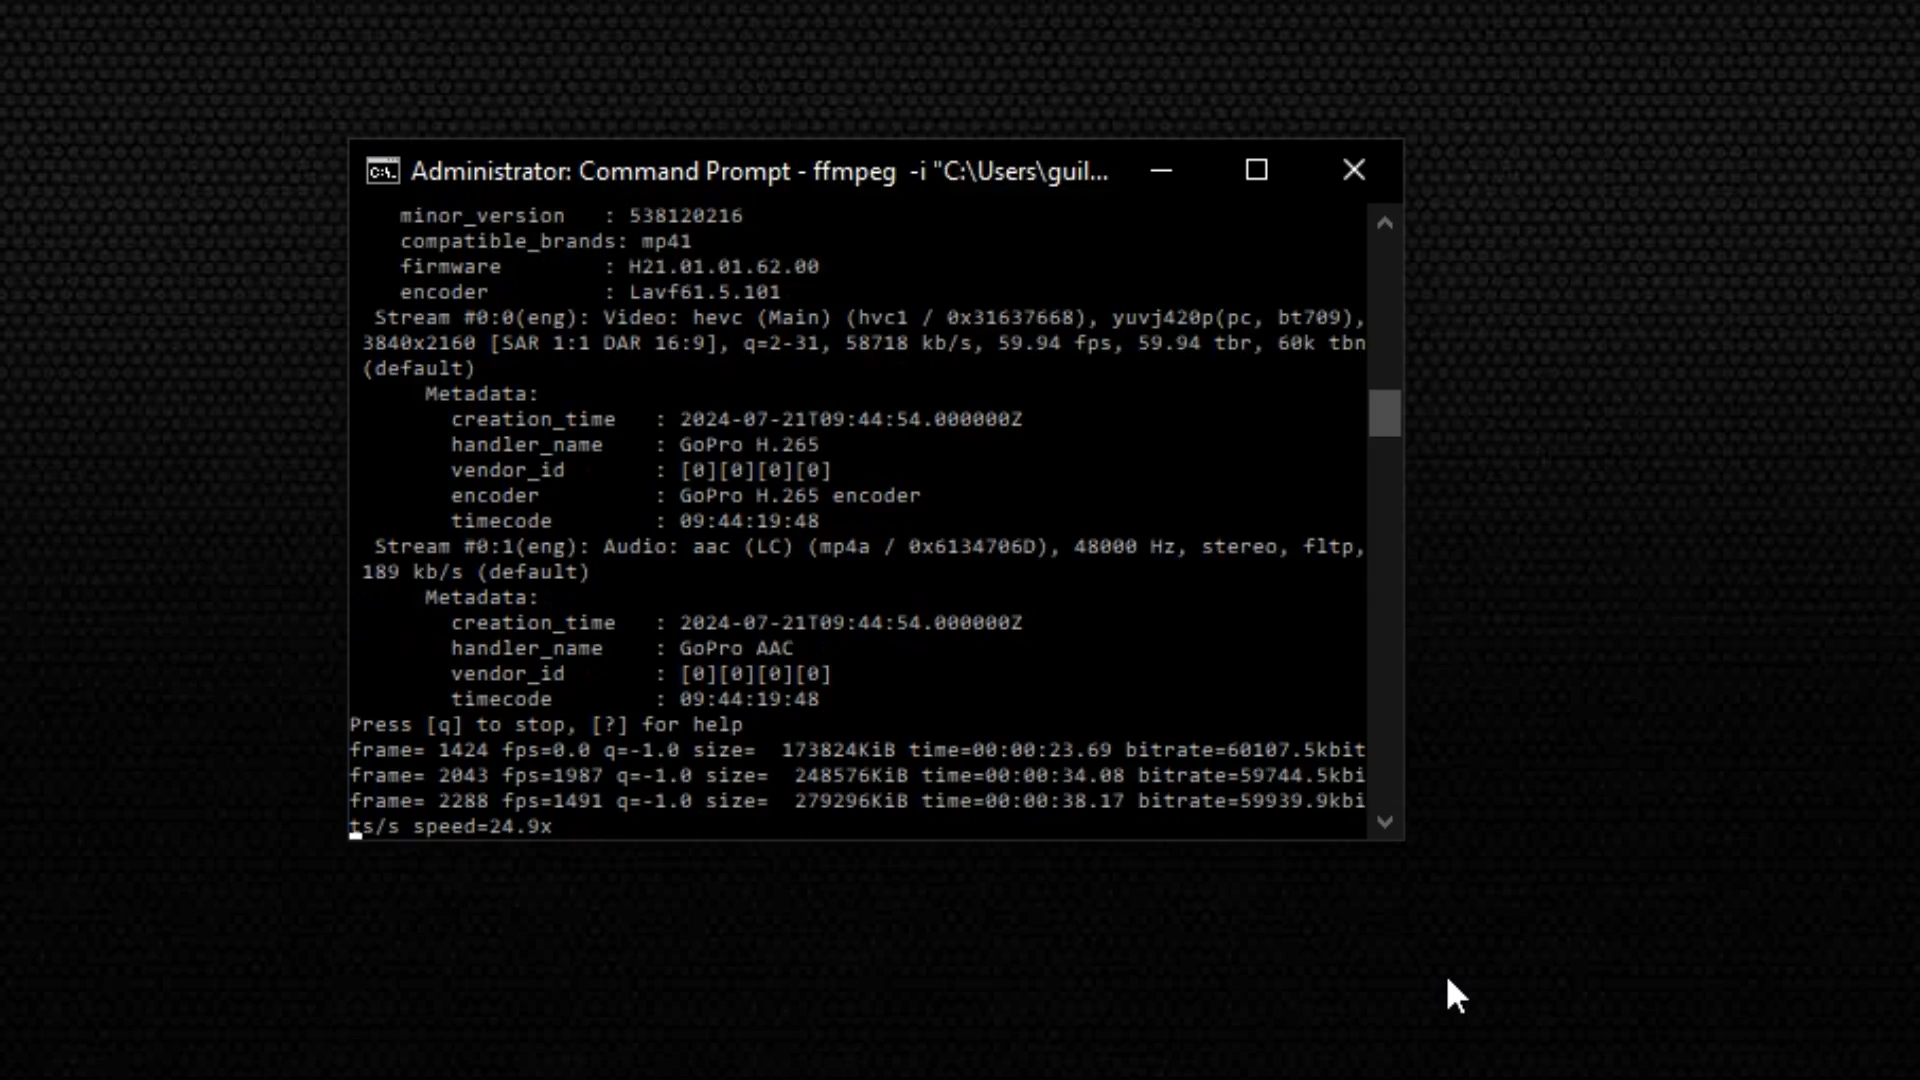 Administrator: Command Prompt - ffmpeg  -i "C:\Users\guil...
minor_version   : 538120216
compatible_brands: mp41
firmware        : H21.01.01.62.00
encoder         : Lavf61.5.101
Stream #0:0(eng): Video: hevc (Main) (hvc1 / 0x31637668), yuvj420p(pc, bt709),
3840x2160 [SAR 1:1 DAR 16:9], q=2-31, 58718 kb/s, 59.94 fps, 59.94 tbr, 60k tbn
(default)
Metadata:
creation_time   : 2024-07-21T09:44:54.000000Z
handler_name    : GoPro H.265
vendor_id       : [0][0][0][0]
encoder         : GoPro H.265 encoder
timecode        : 09:44:19:48
Stream #0:1(eng): Audio: aac (LC) (mp4a / 0x6134706D), 48000 Hz, stereo, fltp,
189 kb/s (default)
Metadata:
creation_time   : 2024-07-21T09:44:54.000000Z
handler_name    : GoPro AAC
vendor_id       : [0][0][0][0]
timecode        : 09:44:19:48
Press [q] to stop, [?] for help
frame= 1424 fps=0.0 q=-1.0 size=  173824KiB time=00:00:23.69 bitrate=60107.5kbit
frame= 2043 fps=1987 q=-1.0 size=  248576KiB time=00:00:34.08 bitrate=59744.5kbi
frame= 2288 fps=1491 q=-1.0 size=  279296KiB time=00:00:38.17 bitrate=59939.9kbi
ts/s speed=24.9x